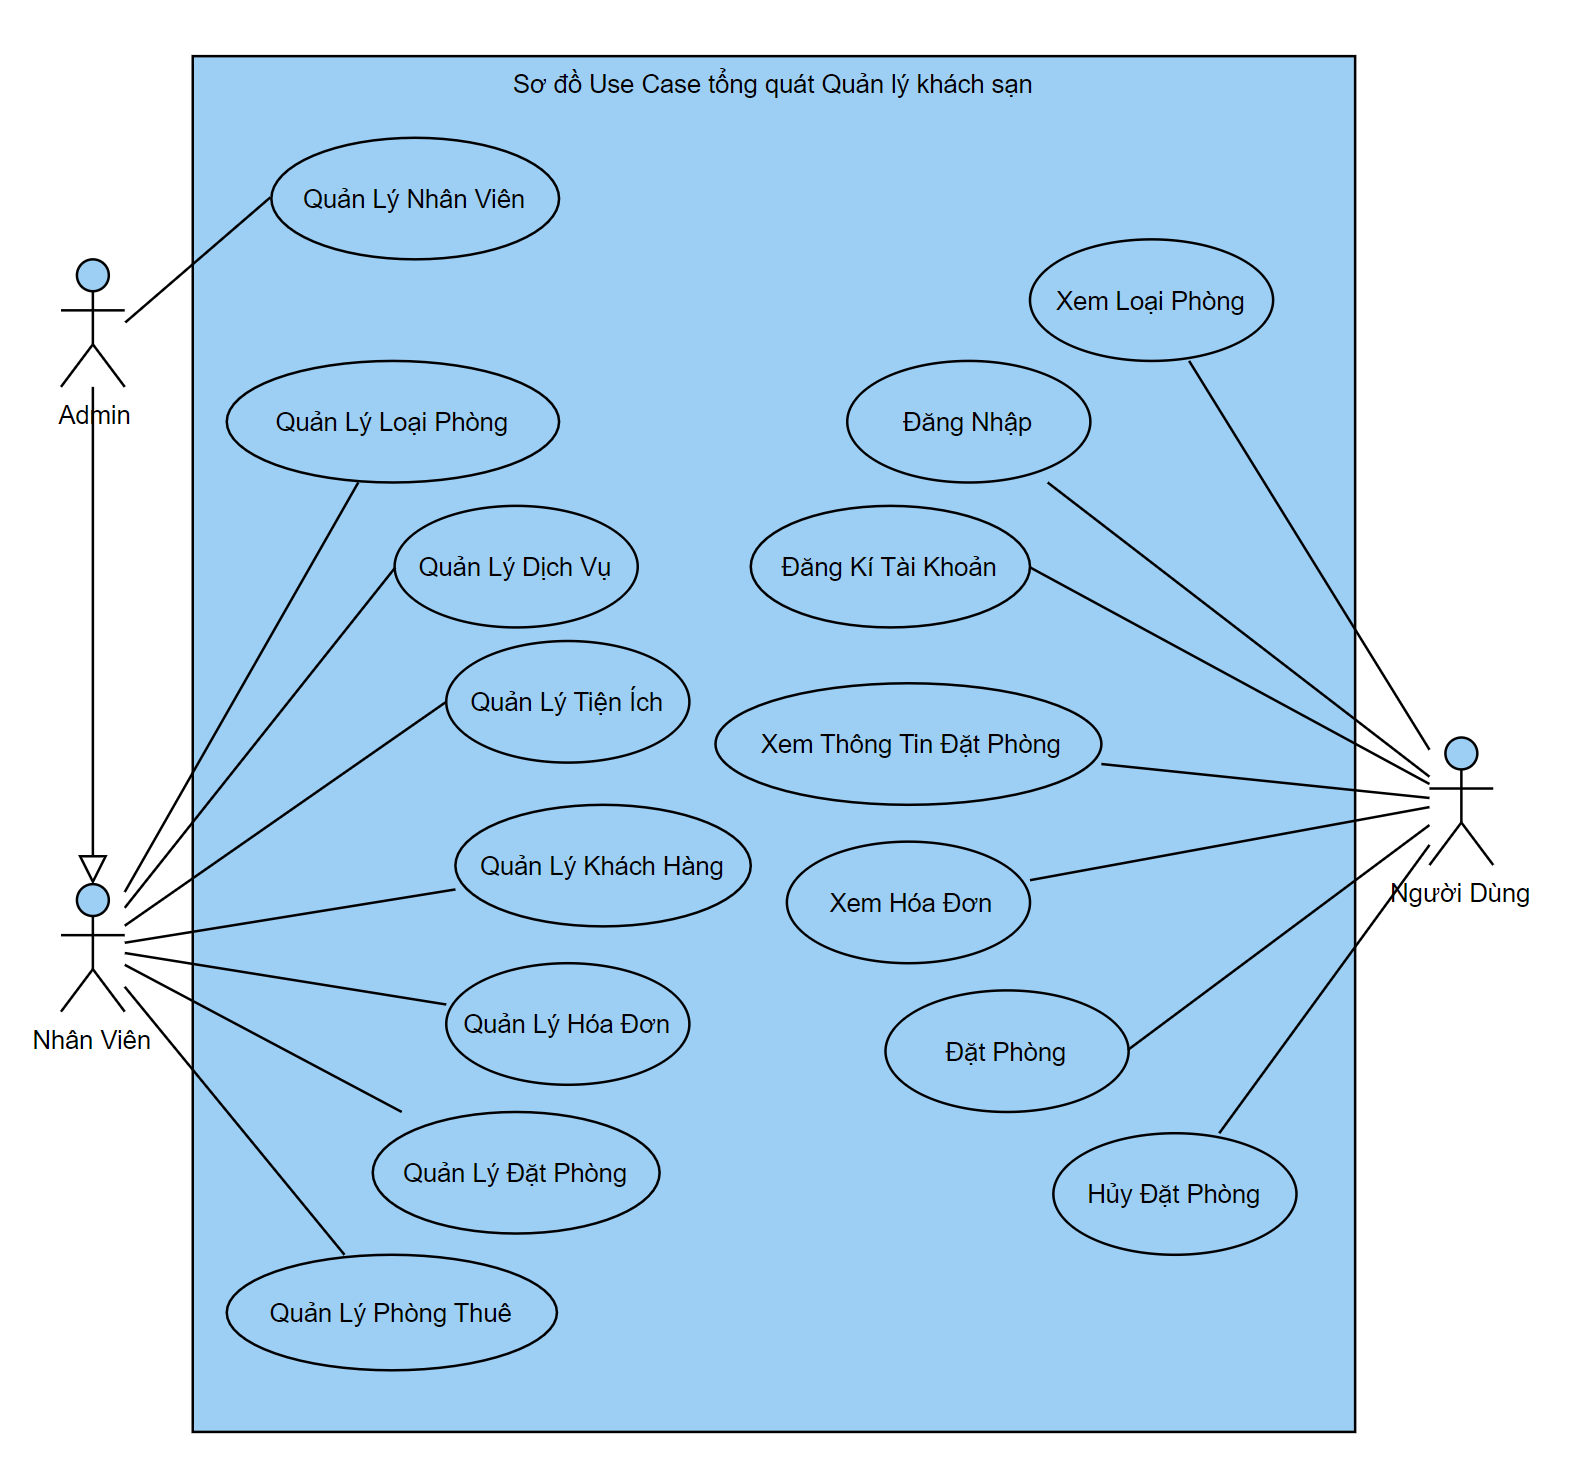 Sơ đồ Use Case tổng quát Quản lý khách sạn
Quản Lý Nhân Viên
Xem Loại Phòng
Admin
Quản Lý Loại Phòng
Đăng Nhập
Quản Lý Dịch Vụ
Đăng Kí Tài Khoản
Quản Lý Tiện Ích
Xem Thông Tin Đặt Phòng
Quản Lý Khách Hàng
Người Dùng
Xem Hóa Đơn
Quản Lý Hóa Đơn
Nhân Viên
Đặt Phòng
Quản Lý Đặt Phòng
Hủy Đặt Phòng
Quản Lý Phòng Thuê